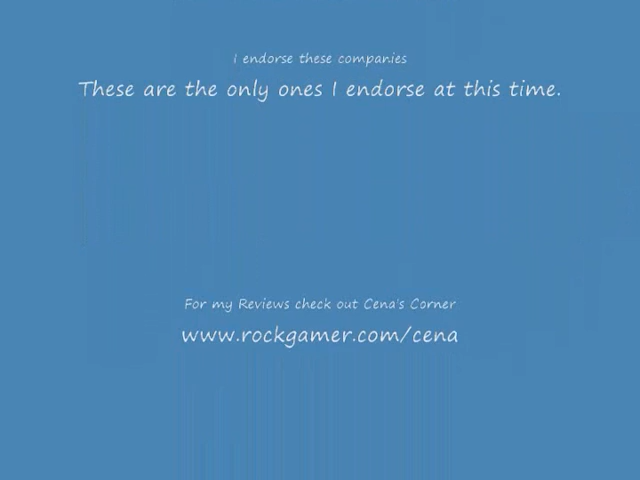 I endorse these companies
These are the only ones I endorse at this time.
For my Reviews check out Cena's Corner
www.rockgamer.com/cena